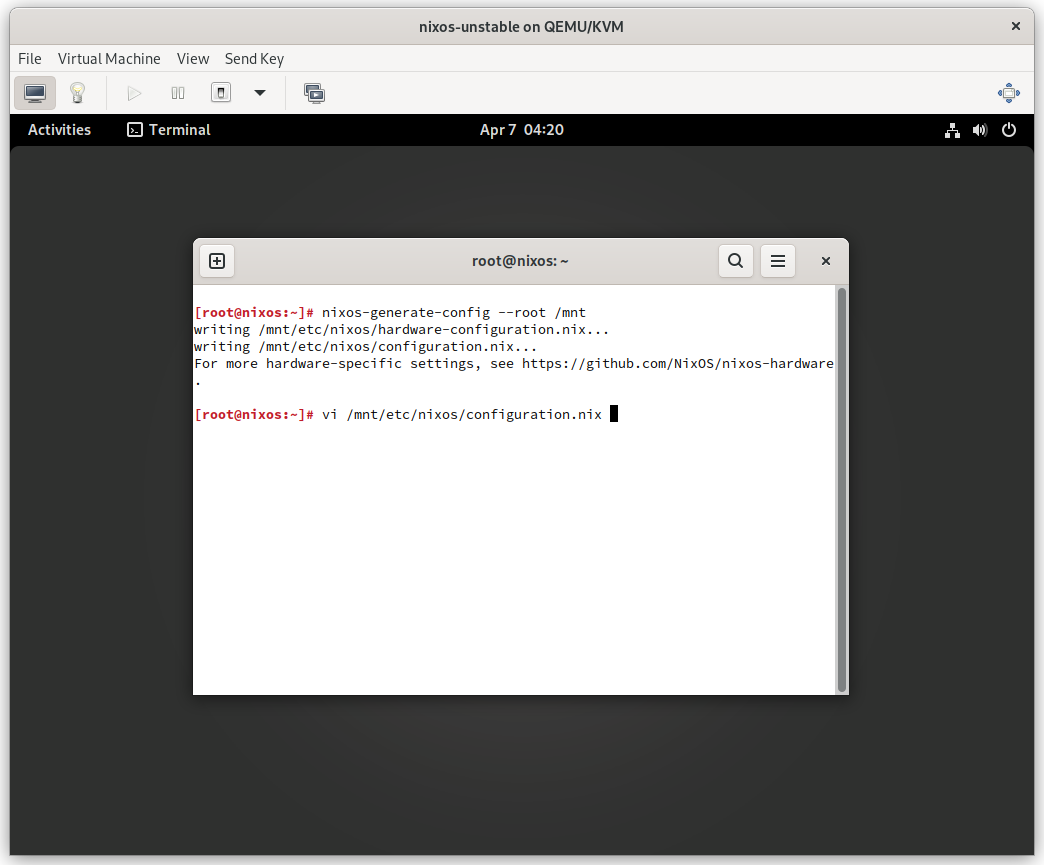 nixos-unstable on QEMU/KVM
File Virtual Machine View Send Key
Activities Terminal Apr 7 04:20
root@nixos: ~
[root@nixos:~]# nixos-generate-config --root /mnt
writing /mnt/etc/nixos/hardware-configuration.nix...
writing /mnt/etc/nixos/configuration.nix...
For more hardware-specific settings, see https://github.com/NixOS/nixos-hardware
.
[root@nixos:~]# vi /mnt/etc/nixos/configuration.nix